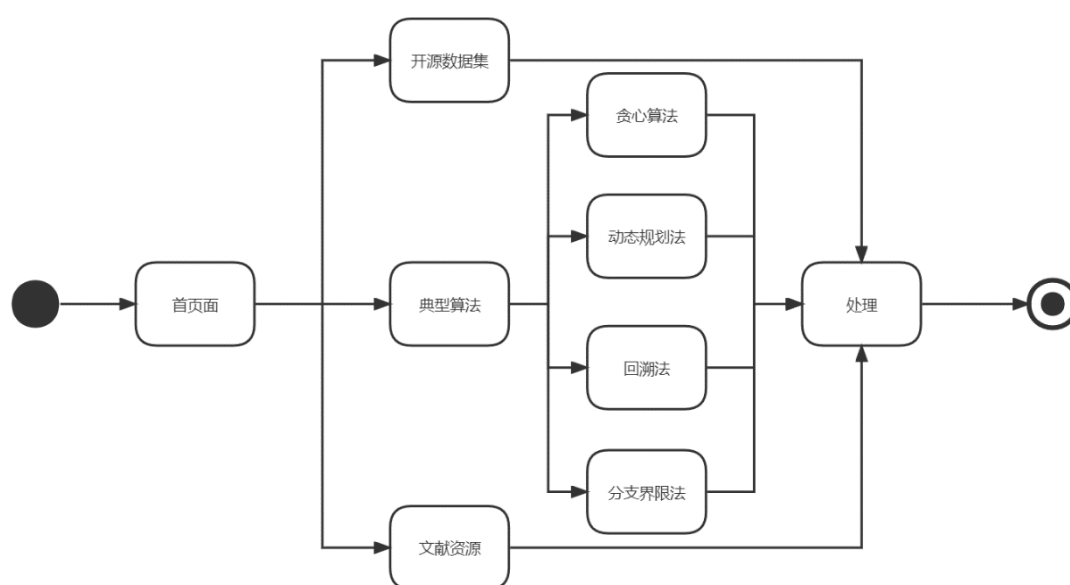 开源数据集
贪心算法
动态规划法
首页面
典型算法
处理
回溯法
分支界限法
文献资源